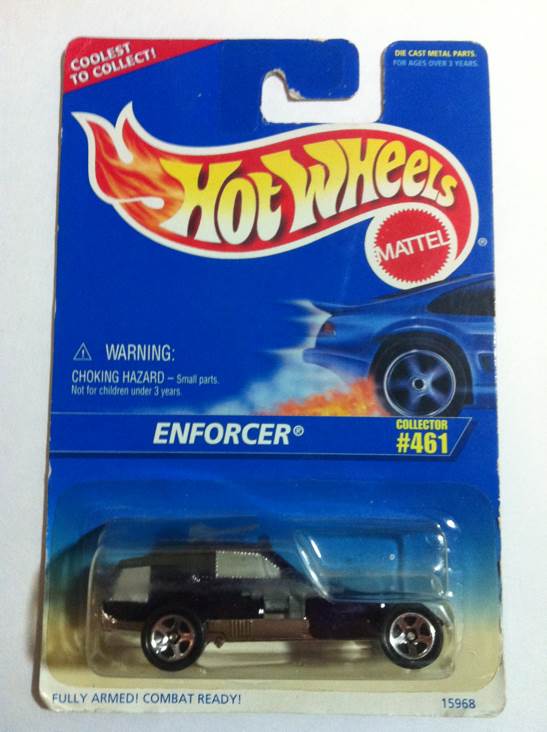 COOLEST
TO COLLECT!
DIE CAST METAL PARTS.
FOR AGES OVER 3 YEARS.
HOT WHEELS
MATTEL ®
WARNING:
CHOKING HAZARD – Small parts.
Not for children under 3 years.
ENFORCER®
COLLECTOR
#461
FULLY ARMED! COMBAT READY!
15968